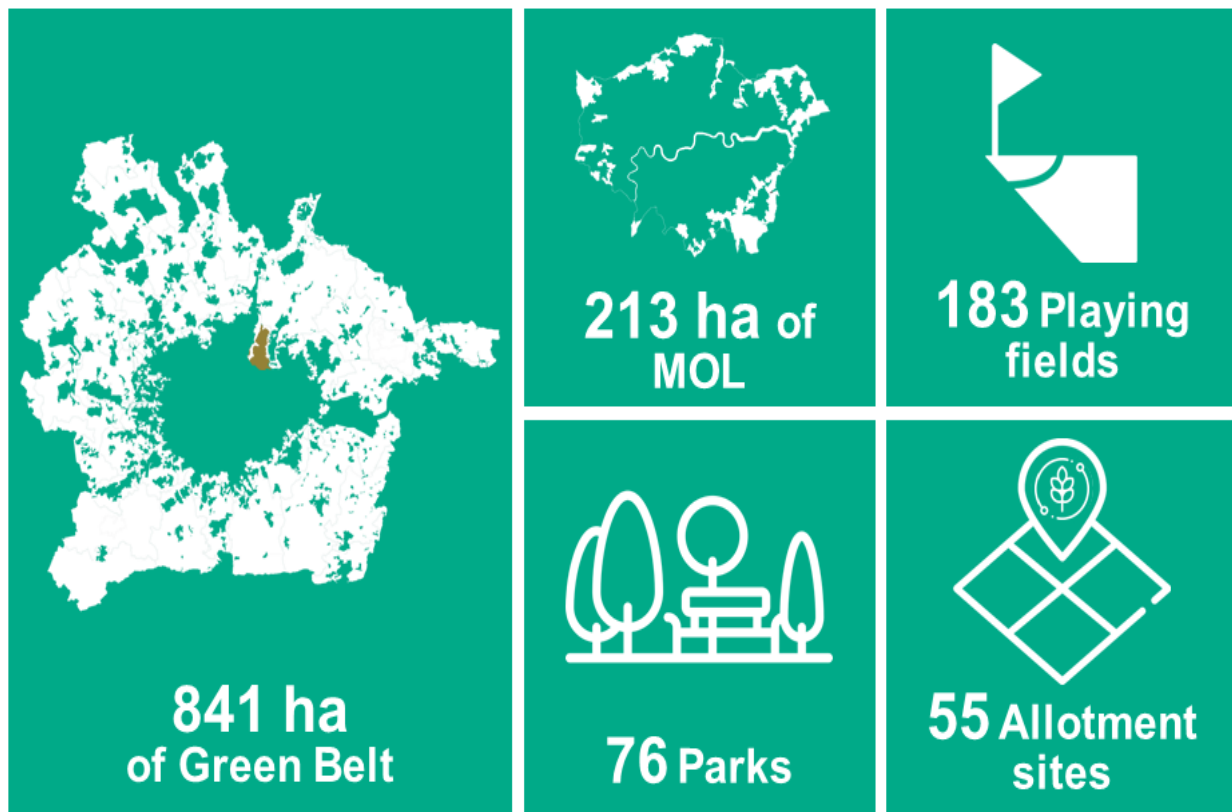 841 ha
of Green Belt
213 ha of
MOL
183 Playing
fields
76 Parks
55 Allotment
sites